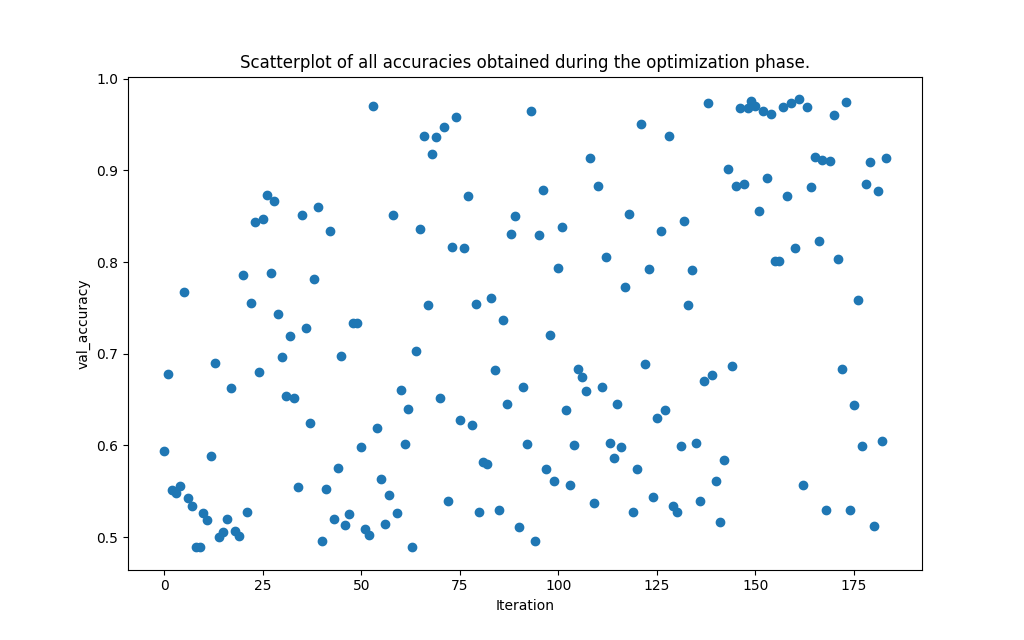 Scatterplot of all accuracies obtained during the optimization phase.
1.0
0.9
0.8
0.7
0.6
0.5
val_accuracy
0 25 50 75 100 125 150 175
Iteration